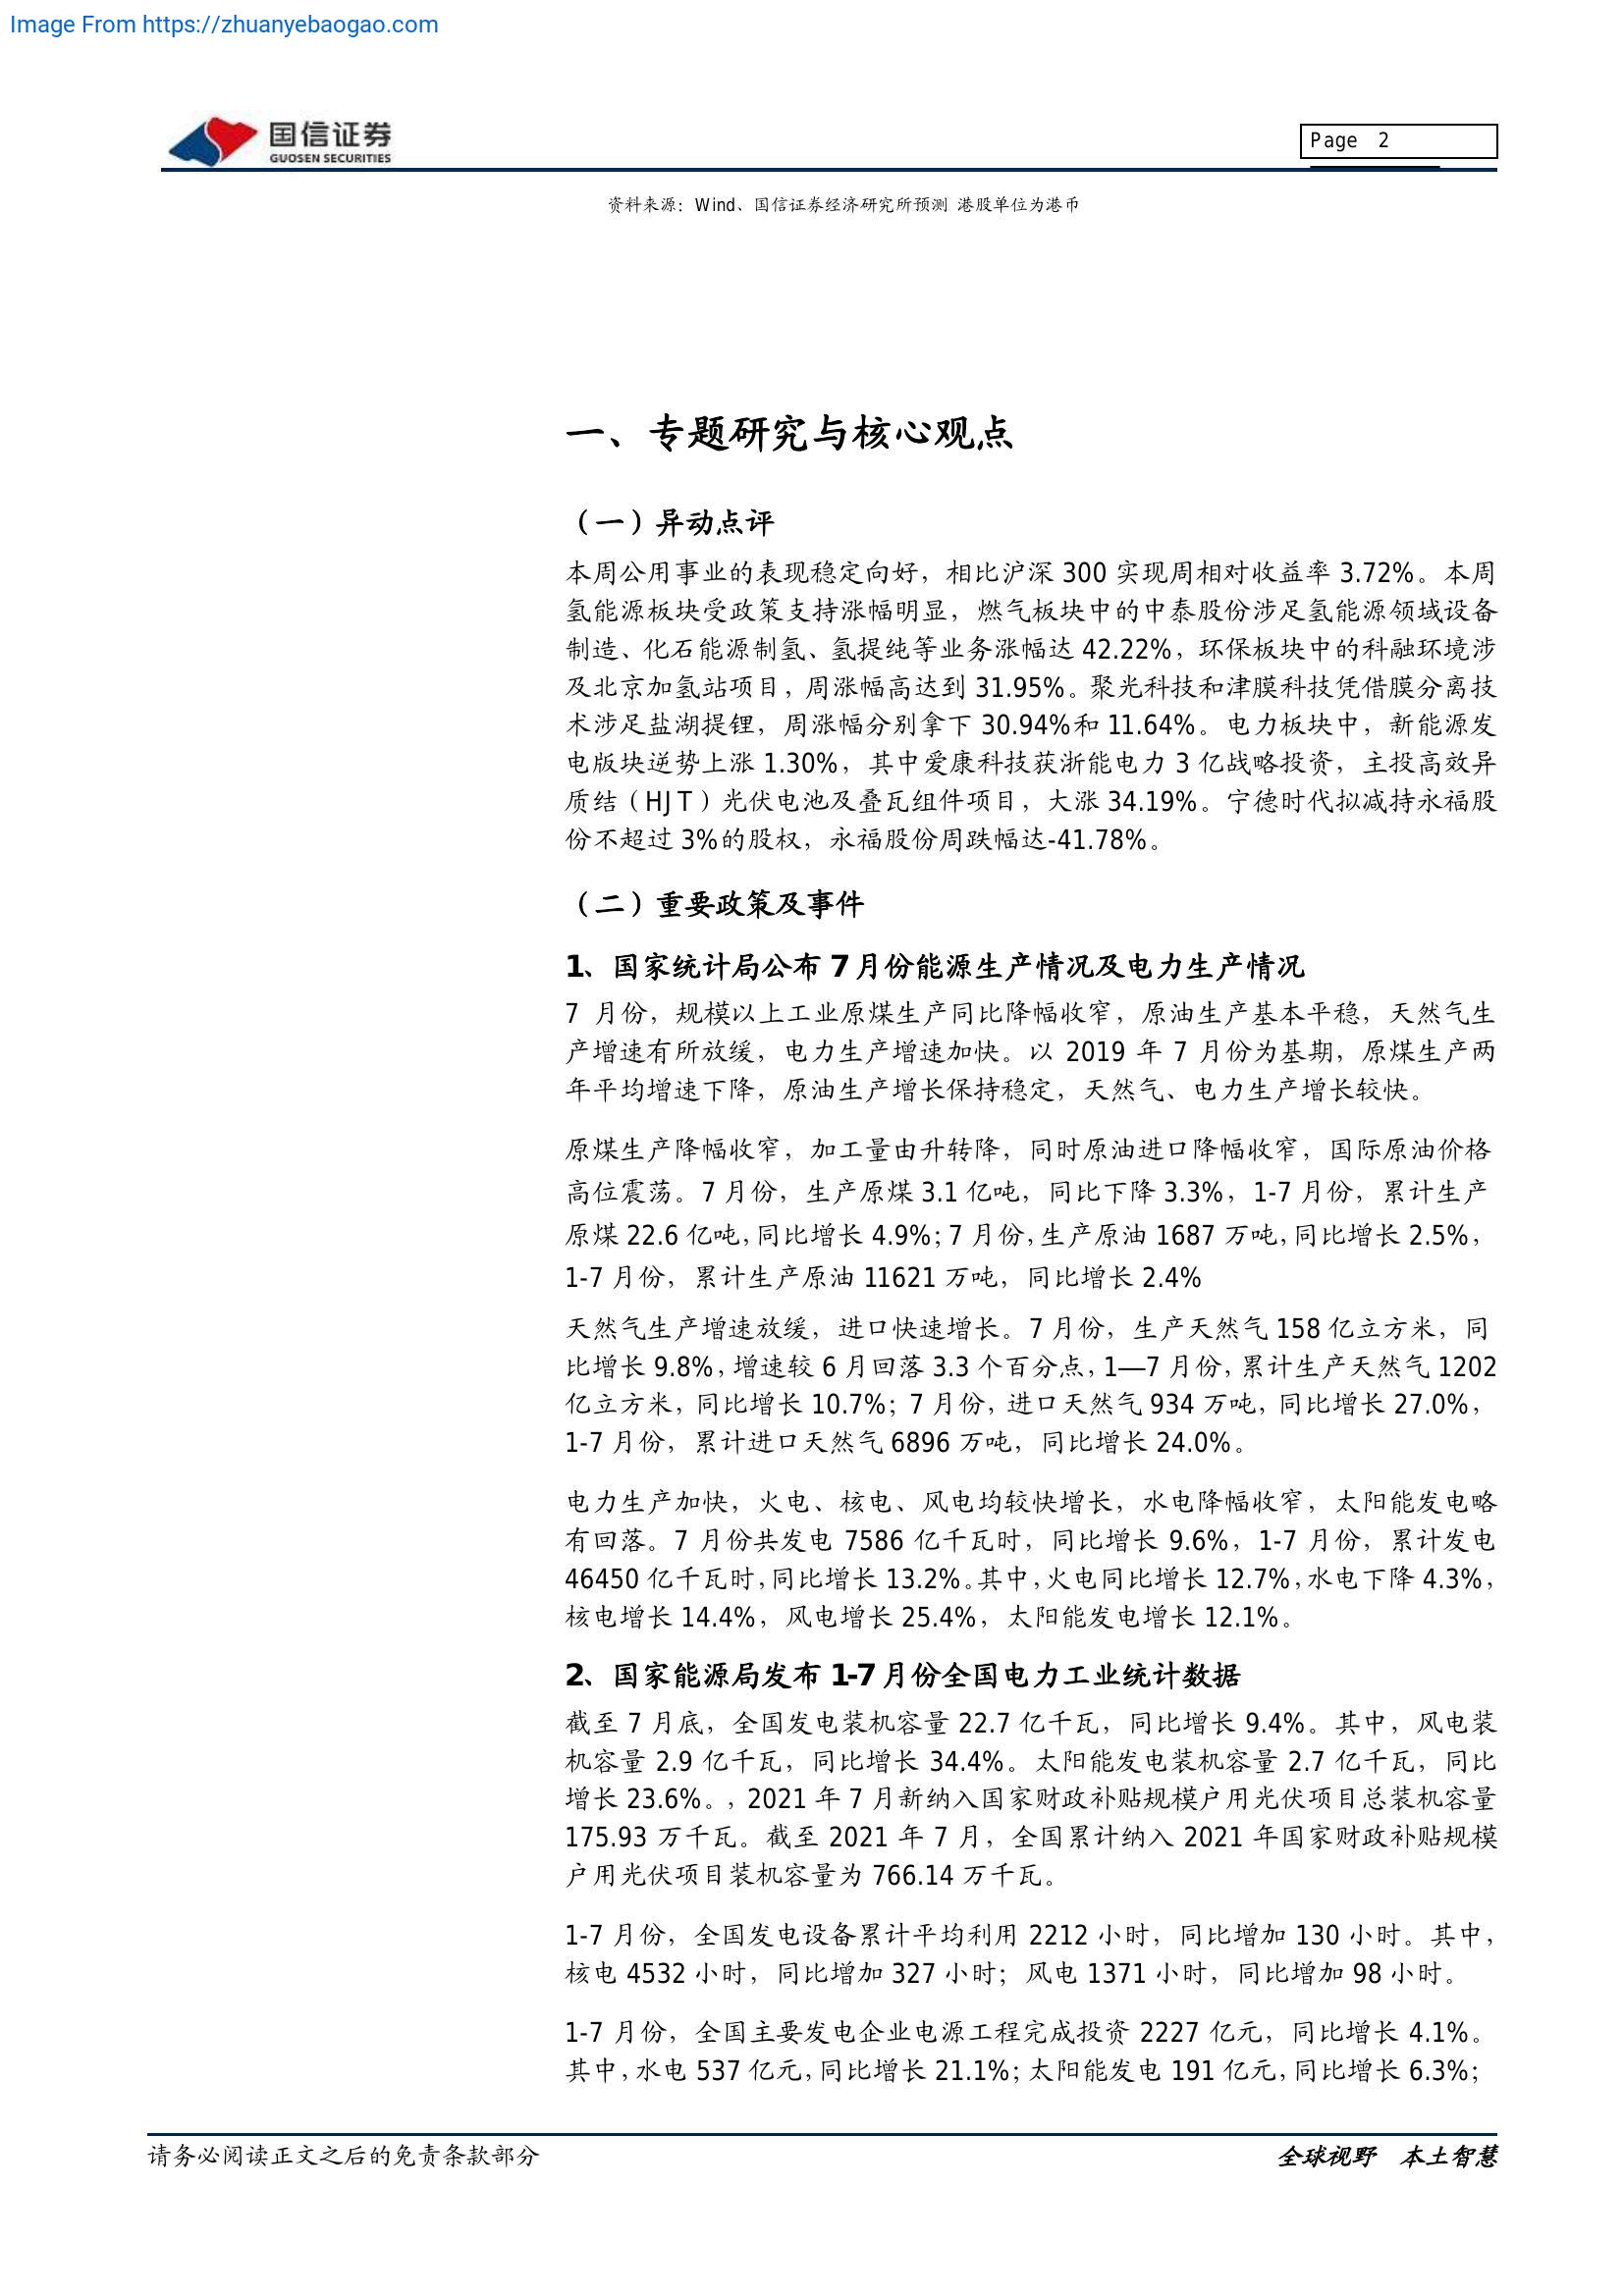 Image From https://zhuanyebaogao.com
国信证券
GUOSEN SECURITIES
Page 2
资料来源：Wind、国信证券经济研究所预测 港股单位为港币
一、专题研究与核心观点
（一）异动点评
本周公用事业的表现稳定向好，相比沪深 300 实现周相对收益率 3.72%。本周
氢能源板块受政策支持涨幅明显，燃气板块中的中泰股份涉足氢能源领域设备
制造、化石能源制氢、氢提纯等业务涨幅达 42.22%，环保板块中的科融环境涉
及北京加氢站项目，周涨幅高达到 31.95%。聚光科技和津膜科技凭借膜分离技
术涉足盐湖提锂，周涨幅分别拿下 30.94%和 11.64%。电力板块中，新能源发
电版块逆势上涨 1.30%，其中爱康科技获浙能电力 3 亿战略投资，主投高效异
质结（HJT）光伏电池及叠瓦组件项目，大涨 34.19%。宁德时代拟减持永福股
份不超过 3%的股权，永福股份周跌幅达-41.78%。
（二）重要政策及事件
1、国家统计局公布 7 月份能源生产情况及电力生产情况
7 月份，规模以上工业原煤生产同比降幅收窄，原油生产基本平稳，天然气生
产增速有所放缓，电力生产增速加快。以 2019 年 7 月份为基期，原煤生产两
年平均增速下降，原油生产增长保持稳定，天然气、电力生产增长较快。
原煤生产降幅收窄，加工量由升转降，同时原油进口降幅收窄，国际原油价格
高位震荡。7 月份，生产原煤 3.1 亿吨，同比下降 3.3%，1-7 月份，累计生产
原煤 22.6 亿吨，同比增长 4.9%；7 月份，生产原油 1687 万吨，同比增长 2.5%，
1-7 月份，累计生产原油 11621 万吨，同比增长 2.4%
天然气生产增速放缓，进口快速增长。7 月份，生产天然气 158 亿立方米，同
比增长 9.8%，增速较 6 月回落 3.3 个百分点，1—7 月份，累计生产天然气 1202
亿立方米，同比增长 10.7%；7 月份，进口天然气 934 万吨，同比增长 27.0%，
1-7 月份，累计进口天然气 6896 万吨，同比增长 24.0%。
电力生产加快，火电、核电、风电均较快增长，水电降幅收窄，太阳能发电略
有回落。7 月份共发电 7586 亿千瓦时，同比增长 9.6%，1-7 月份，累计发电
46450 亿千瓦时，同比增长 13.2%。其中，火电同比增长 12.7%，水电下降 4.3%，
核电增长 14.4%，风电增长 25.4%，太阳能发电增长 12.1%。
2、国家能源局发布 1-7 月份全国电力工业统计数据
截至 7 月底，全国发电装机容量 22.7 亿千瓦，同比增长 9.4%。其中，风电装
机容量 2.9 亿千瓦，同比增长 34.4%。太阳能发电装机容量 2.7 亿千瓦，同比
增长 23.6%。，2021 年 7 月新纳入国家财政补贴规模户用光伏项目总装机容量
175.93 万千瓦。截至 2021 年 7 月，全国累计纳入 2021 年国家财政补贴规模
户用光伏项目装机容量为 766.14 万千瓦。
1-7 月份，全国发电设备累计平均利用 2212 小时，同比增加 130 小时。其中，
核电 4532 小时，同比增加 327 小时；风电 1371 小时，同比增加 98 小时。
1-7 月份，全国主要发电企业电源工程完成投资 2227 亿元，同比增长 4.1%。
其中，水电 537 亿元，同比增长 21.1%；太阳能发电 191 亿元，同比增长 6.3%；
请务必阅读正文之后的免责条款部分
全球视野 本土智慧